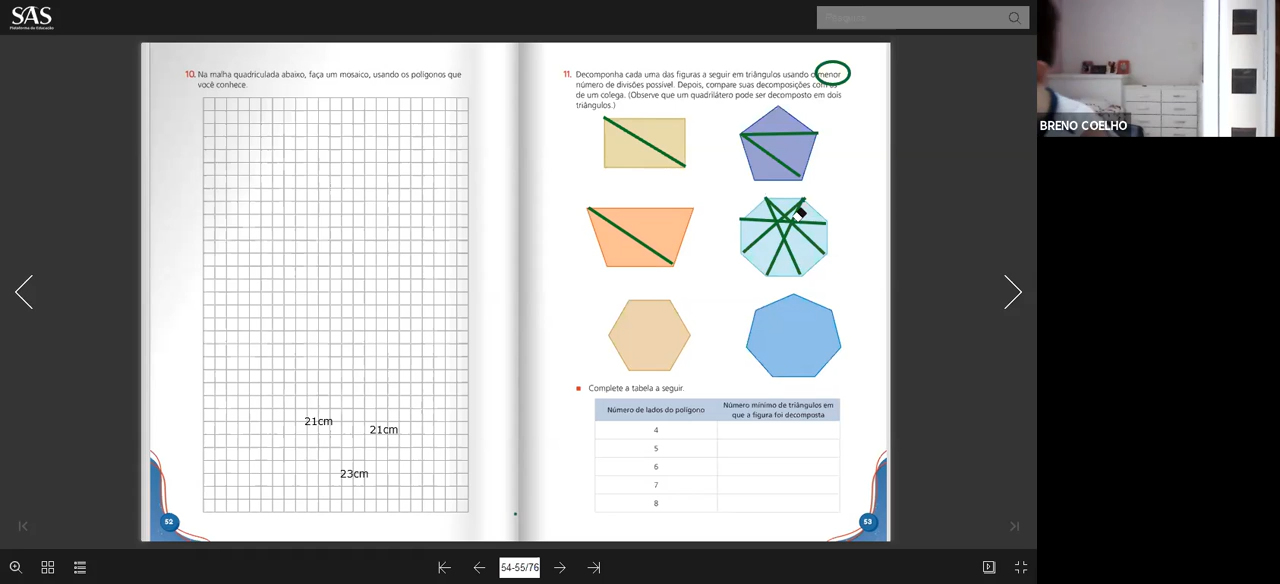 SAS
Plataforma de Educação
Pesquisar
BRENO COELHO
10. Na malha quadriculada abaixo, faça um mosaico, usando os polígonos que
você conhece.
21cm
21cm
23cm
52
11. Decomponha cada uma das figuras a seguir em triângulos usando o menor
número de divisões possível. Depois, compare suas decomposições com as
de um colega. (Observe que um quadrilátero pode ser decomposto em dois
triângulos.)
Complete a tabela a seguir.
Número de lados do polígono
Número mínimo de triângulos em
que a figura foi decomposta
4
5
6
7
8
53
54-55/76